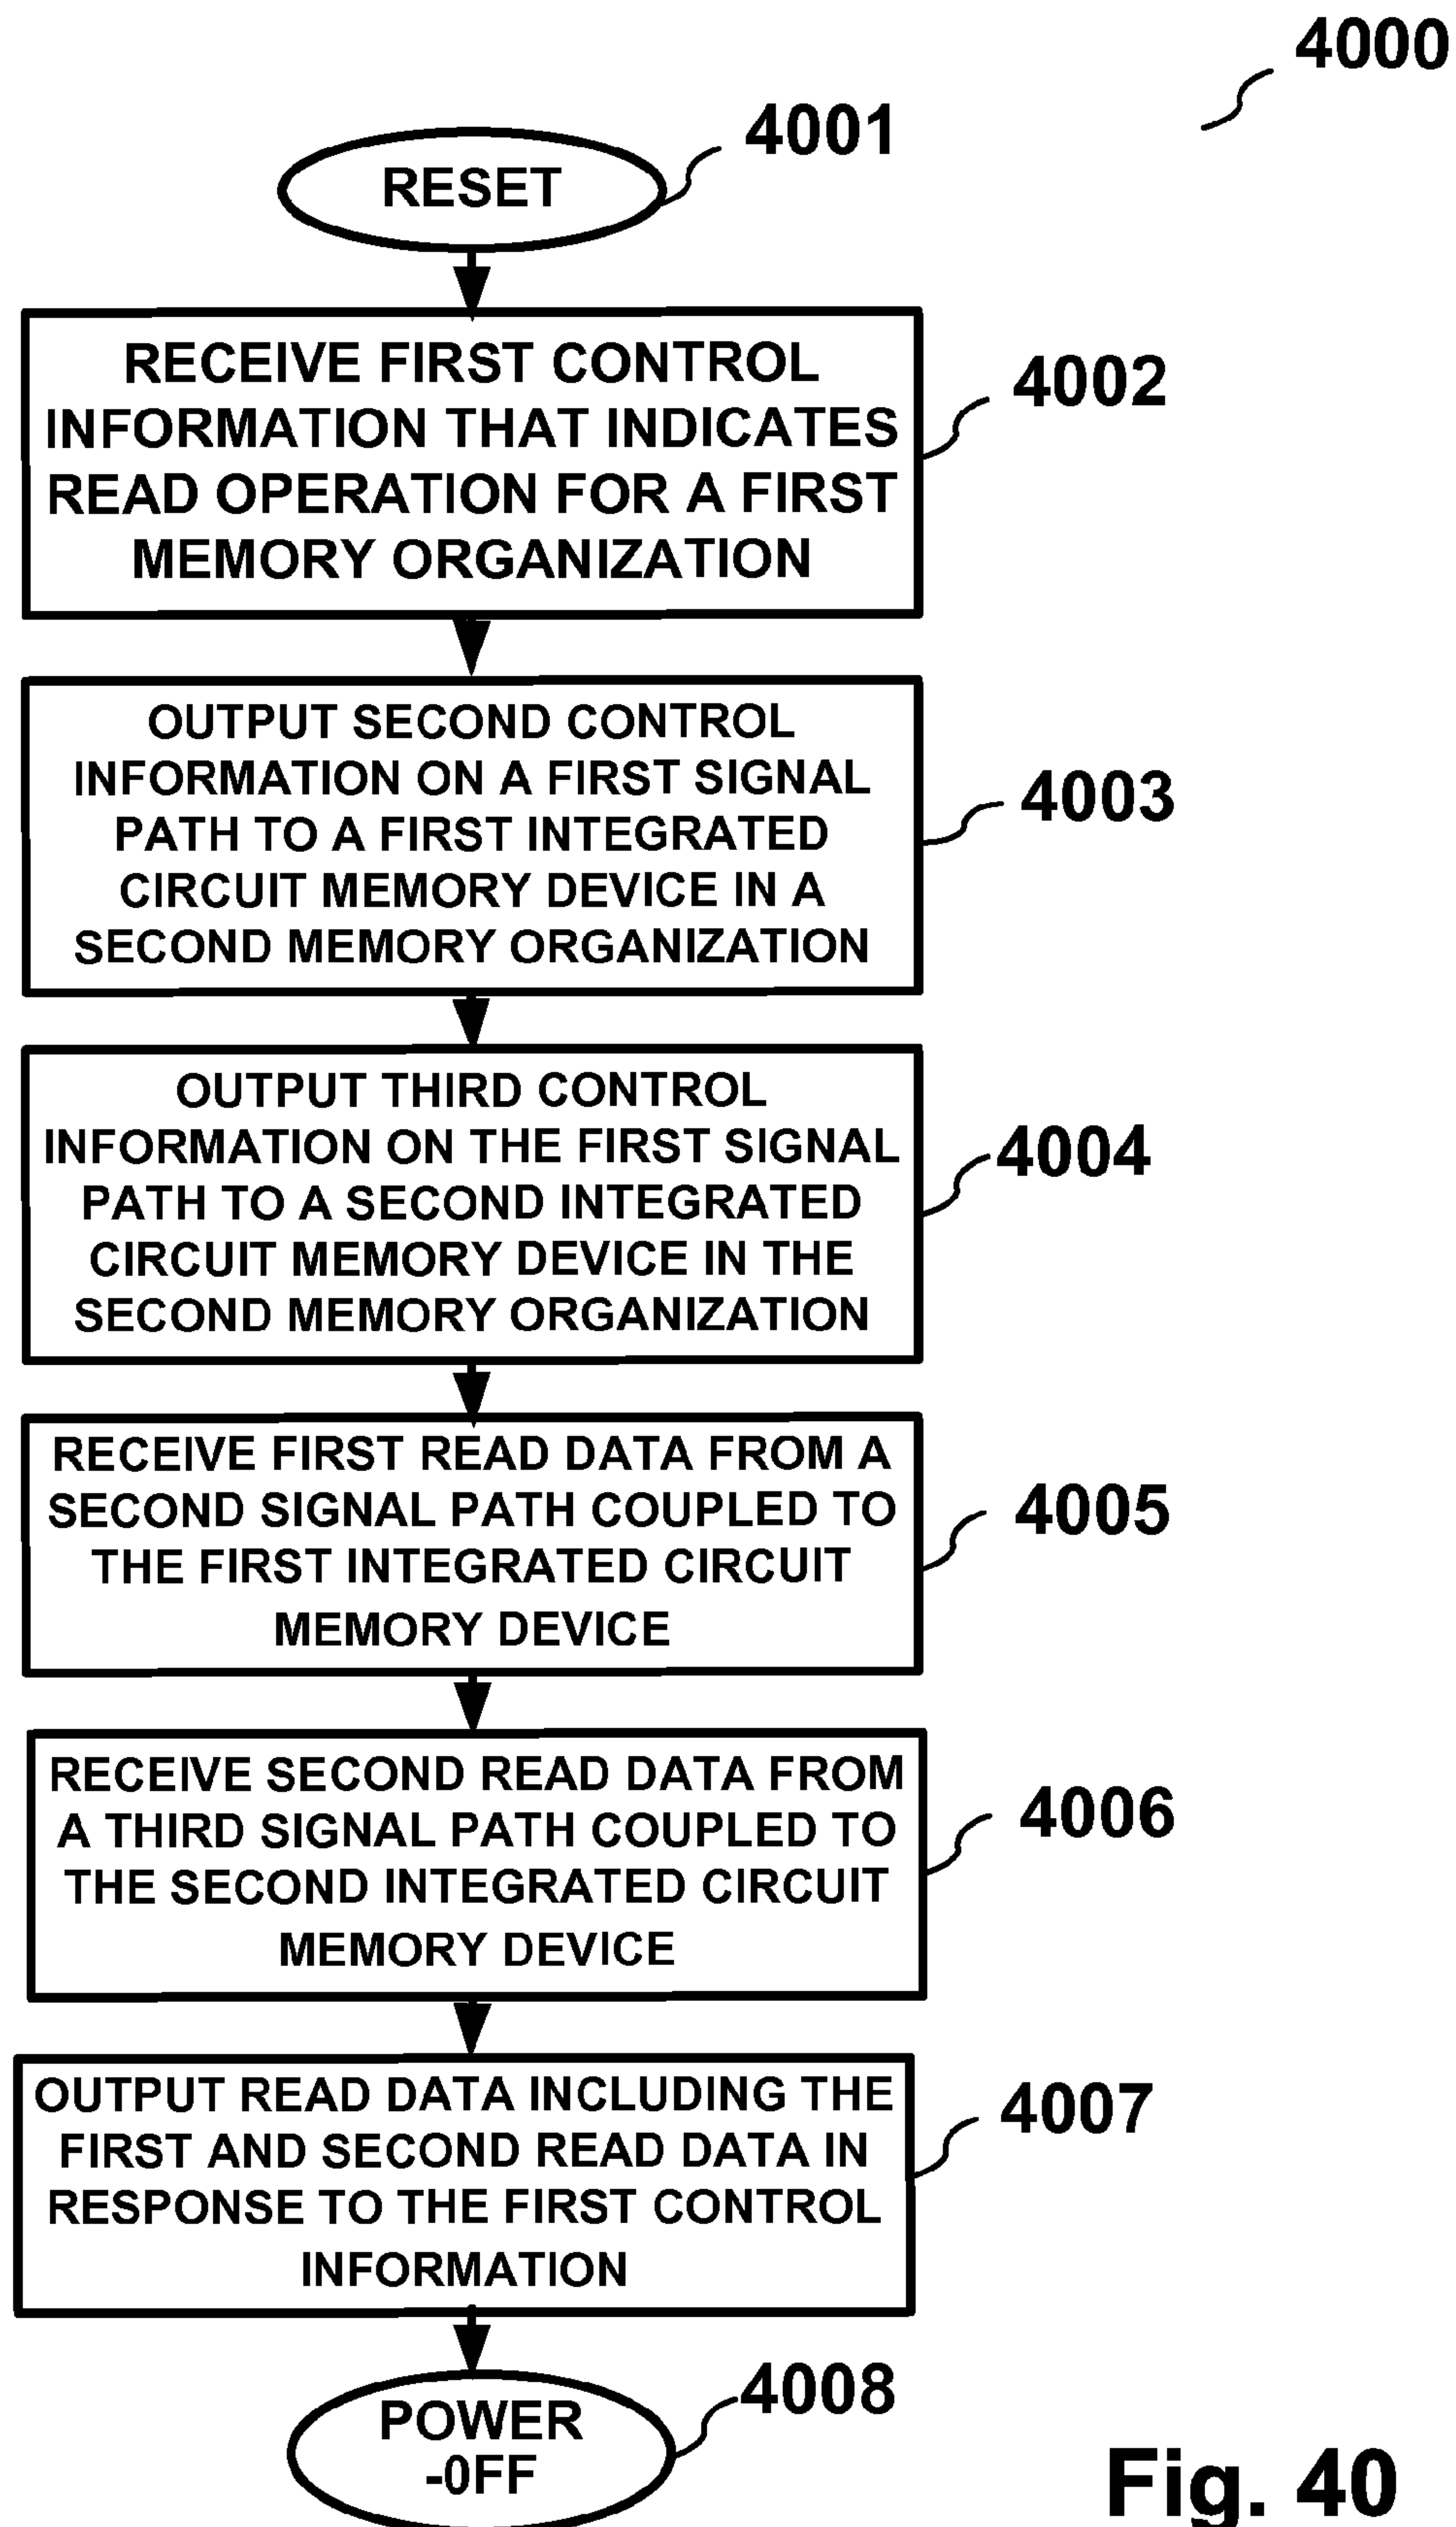 4000
4001
RESET
RECEIVE FIRST CONTROL
INFORMATION THAT INDICATES
READ OPERATION FOR A FIRST
MEMORY ORGANIZATION
4002
OUTPUT SECOND CONTROL
INFORMATION ON A FIRST SIGNAL
PATH TO A FIRST INTEGRATED
CIRCUIT MEMORY DEVICE IN A
SECOND MEMORY ORGANIZATION
4003
OUTPUT THIRD CONTROL
INFORMATION ON THE FIRST SIGNAL
PATH TO A SECOND INTEGRATED
CIRCUIT MEMORY DEVICE IN THE
SECOND MEMORY ORGANIZATION
4004
RECEIVE FIRST READ DATA FROM A
SECOND SIGNAL PATH COUPLED TO
THE FIRST INTEGRATED CIRCUIT
MEMORY DEVICE
4005
RECEIVE SECOND READ DATA FROM
A THIRD SIGNAL PATH COUPLED TO
THE SECOND INTEGRATED CIRCUIT
MEMORY DEVICE
4006
OUTPUT READ DATA INCLUDING THE
FIRST AND SECOND READ DATA IN
RESPONSE TO THE FIRST CONTROL
INFORMATION
4007
POWER
-0FF
4008
Fig. 40